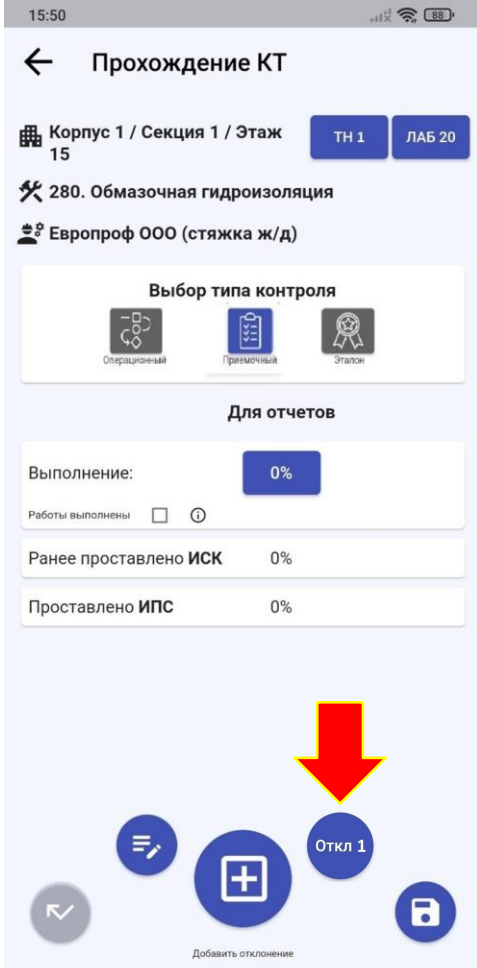 15:50
88
Прохождение КТ
Корпус 1 / Секция 1 / Этаж
15
ТН 1
ЛАБ 20
280. Обмазочная гидроизоляция
Европроф ООО (стяжка ж/д)
Выбор типа контроля
Операционный
Приемочный
Эталон
Для отчетов
Выполнение:
0%
Работы выполнены
Ранее проставлено ИСК
0%
Проставлено ИПС
0%
Откл 1
Добавить отклонение